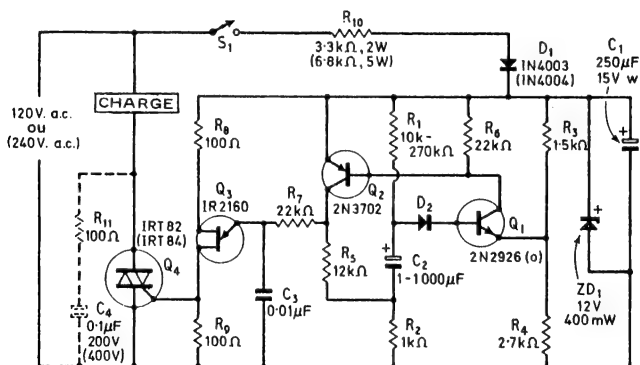 S1
R10
3.3kΩ, 2W
(6.8kΩ, 5W)
D1
IN4003
(IN4004)
C1
250μF
15V w
120V. a.c.
ou
(240V. a.c.)
CHARGE
R8
100Ω
R1
10k-
270kΩ
R6
22kΩ
R3
1·5kΩ
Q3
IR2160
R7
22kΩ
Q2
2N3702
D2
Q1
2N2926 (o)
R11
100Ω
IRT82
(IRT84)
Q4
R5
12kΩ
C2
1-1000μF
C4
0·1μF
200V
(400V)
C3
0·01μF
R9
100Ω
R2
1kΩ
R4
2.7kΩ
ZD1
12V
400mW
+
+
+